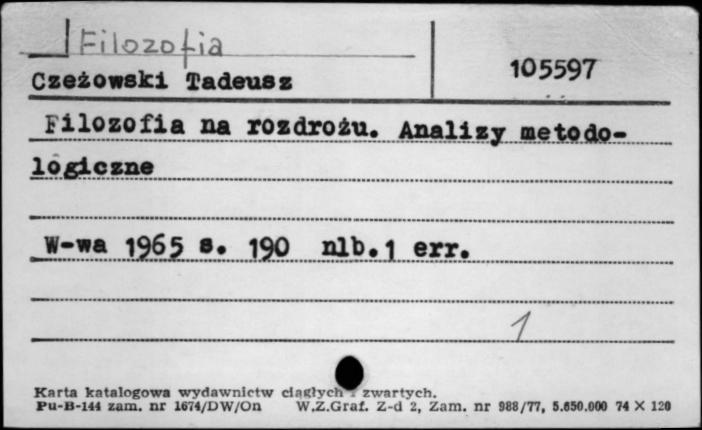 Filozofia
Czeżowski Tadeusz
105597
Filozofia na rozdrożu. Analizy metodo-
logiczne
W-wa 1965 s. 190 nlb.1 err.
1
Karta katalogowa wydawnictw ciągłych i zwartych.
Pu-B-144 zam. nr 1674/DW/On W.Z.Graf. Z-d 2, Zam. nr 988/77, 5.650.000 74 X 120